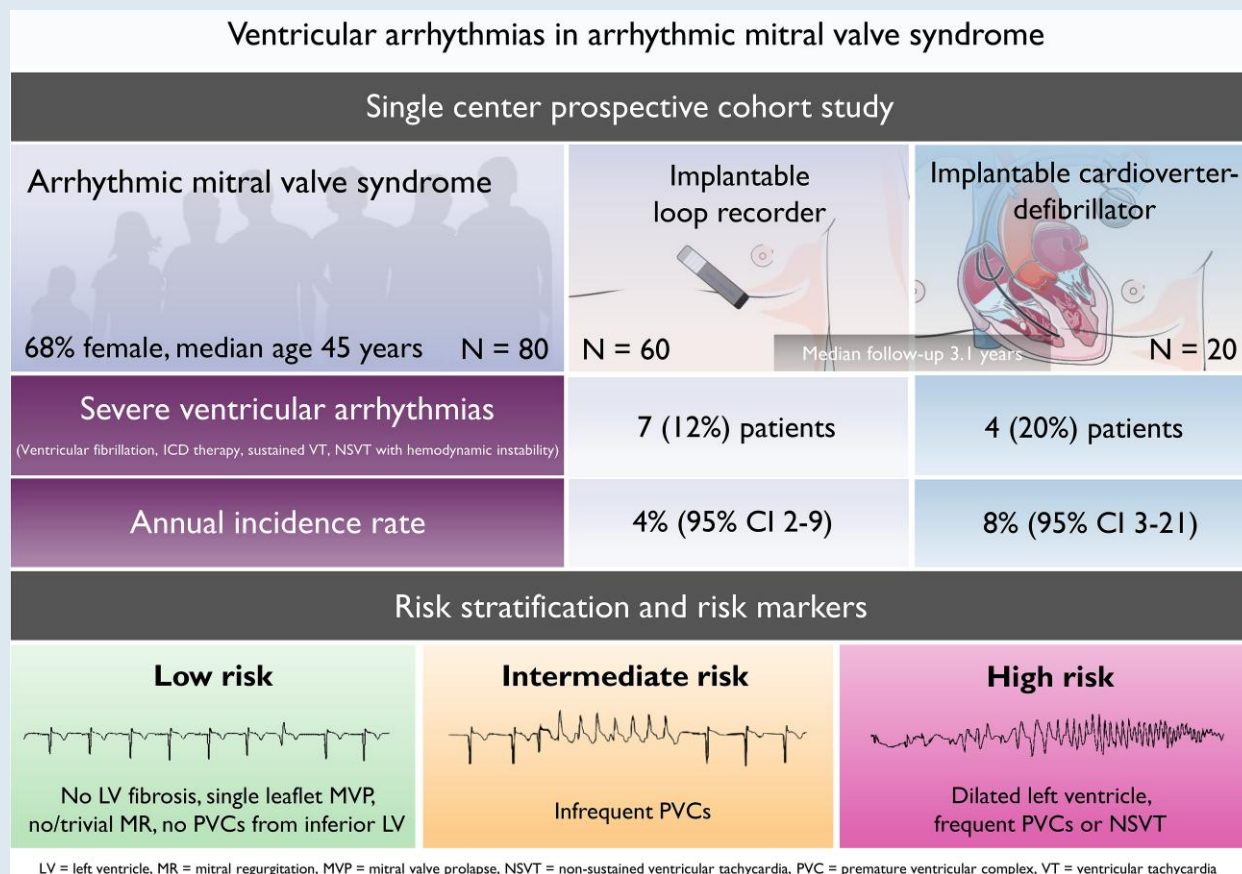 Ventricular arrhythmias in arrhythmic mitral valve syndrome
Single center prospective cohort study
Arrhythmic mitral valve syndrome
68% female, median age 45 years N = 80
Implantable
loop recorder
N = 60
Implantable cardioverter-
defibrillator
N = 20
Median follow-up 3.1 years
Severe ventricular arrhythmias
(Ventricular fibrillation, ICD therapy, sustained VT, NSVT with hemodynamic instability)
7 (12%) patients
4 (20%) patients
Annual incidence rate
4% (95% CI 2-9)
8% (95% CI 3-21)
Risk stratification and risk markers
Low risk
No LV fibrosis, single leaflet MVP,
no/trivial MR, no PVCs from inferior LV
Intermediate risk
Infrequent PVCs
High risk
Dilated left ventricle,
frequent PVCs or NSVT
LV = left ventricle, MR = mitral regurgitation, MVP = mitral valve prolapse, NSVT = non-sustained ventricular tachycardia, PVC = premature ventricular complex, VT = ventricular tachycardia